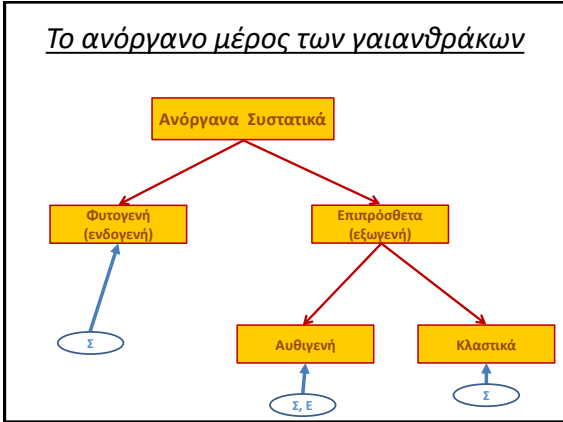 Το ανόργανο μέρος των γαιανθράκων
Ανόργανα Συστατικά
Φυτογενή
(ενδογενή)
Επιπρόσθετα
(εξωγενή)
Σ
Αυθιγενή
Κλαστικά
Σ, Ε
Σ